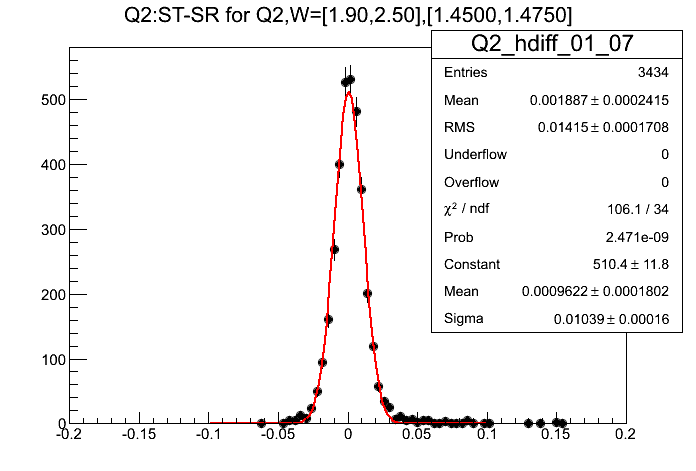 Q2:ST-SR for Q2,W=[1.90,2.50],[1.4500,1.4750]
Q2_hdiff_01_07
Entries 3434
Mean 0.001887 ± 0.0002415
RMS 0.01415 ± 0.0001708
Underflow 0
Overflow 0
χ² / ndf 106.1 / 34
Prob 2.471e-09
Constant 510.4 ± 11.8
Mean 0.0009622 ± 0.0001802
Sigma 0.01039 ± 0.00016
500
400
300
200
100
0
-0.2 -0.15 -0.1 -0.05 0 0.05 0.1 0.15 0.2